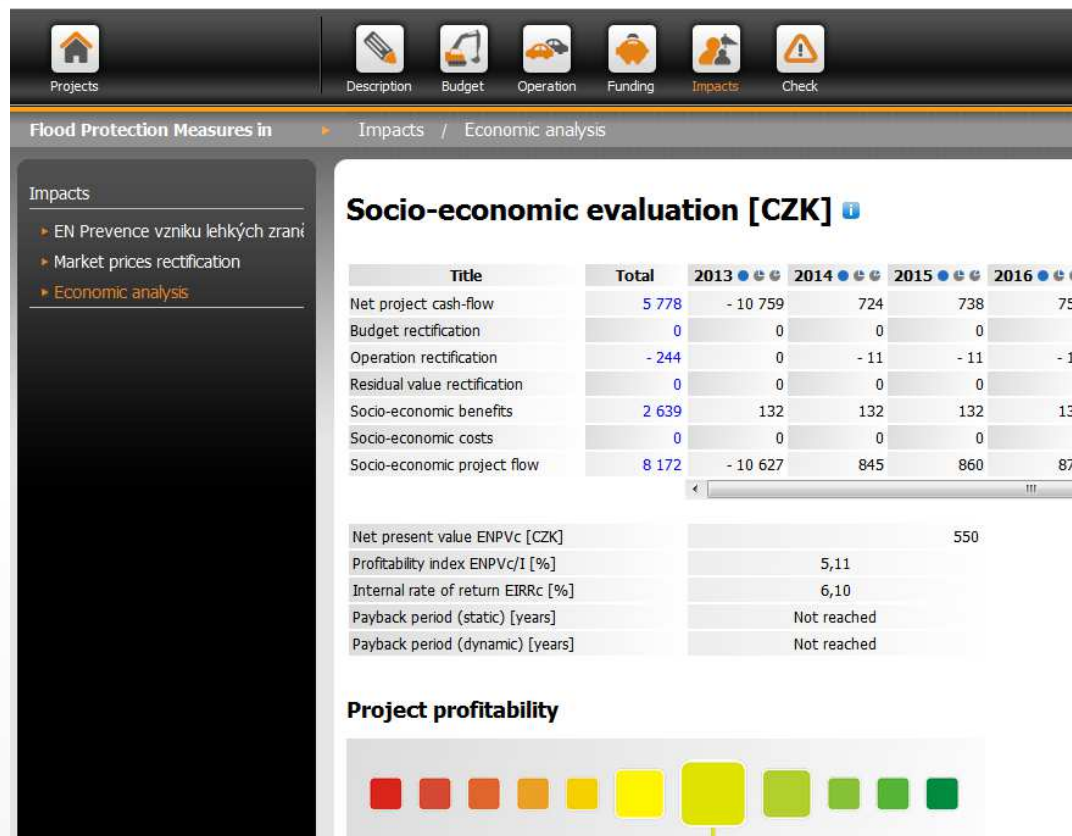 Projects Description Budget Operation Funding Impacts Check
Flood Protection Measures in Impacts / Economic analysis
Impacts
EN Prevence vzniku lehkých zraně
Market prices rectification
Economic analysis
Socio-economic evaluation [CZK]
Title Total 2013 2014 2015 2016
Net project cash-flow 5 778 - 10 759 724 738 75
Budget rectification 0 0 0 0
Operation rectification - 244 0 - 11 - 11 - 1
Residual value rectification 0 0 0 0
Socio-economic benefits 2 639 132 132 132 13
Socio-economic costs 0 0 0 0
Socio-economic project flow 8 172 - 10 627 845 860 87
Net present value ENPVc [CZK] 550
Profitability index ENPVc/I [%] 5,11
Internal rate of return EIRRc [%] 6,10
Payback period (static) [years] Not reached
Payback period (dynamic) [years] Not reached
Project profitability